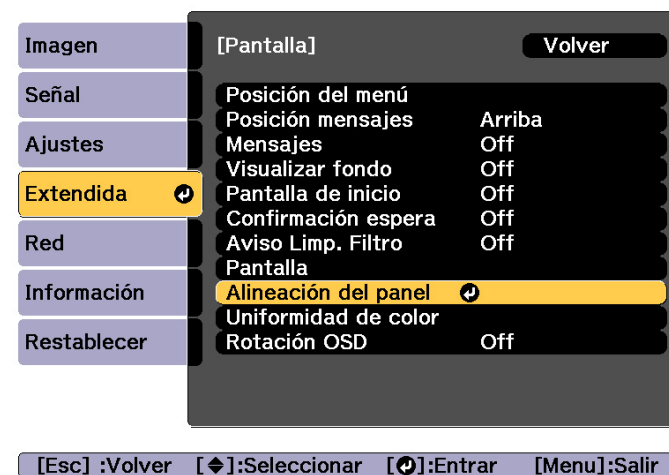 Imagen
Señal
Ajustes
Extendida
Red
Información
Restablecer
[Pantalla] Volver
Posición del menú
Posición mensajes Arriba
Mensajes Off
Visualizar fondo Off
Pantalla de inicio Off
Confirmación espera Off
Aviso Limp. Filtro Off
Pantalla
Alineación del panel
Uniformidad de color
Rotación OSD Off
[Esc] :Volver [◆]:Seleccionar [↵]:Entrar [Menu]:Salir